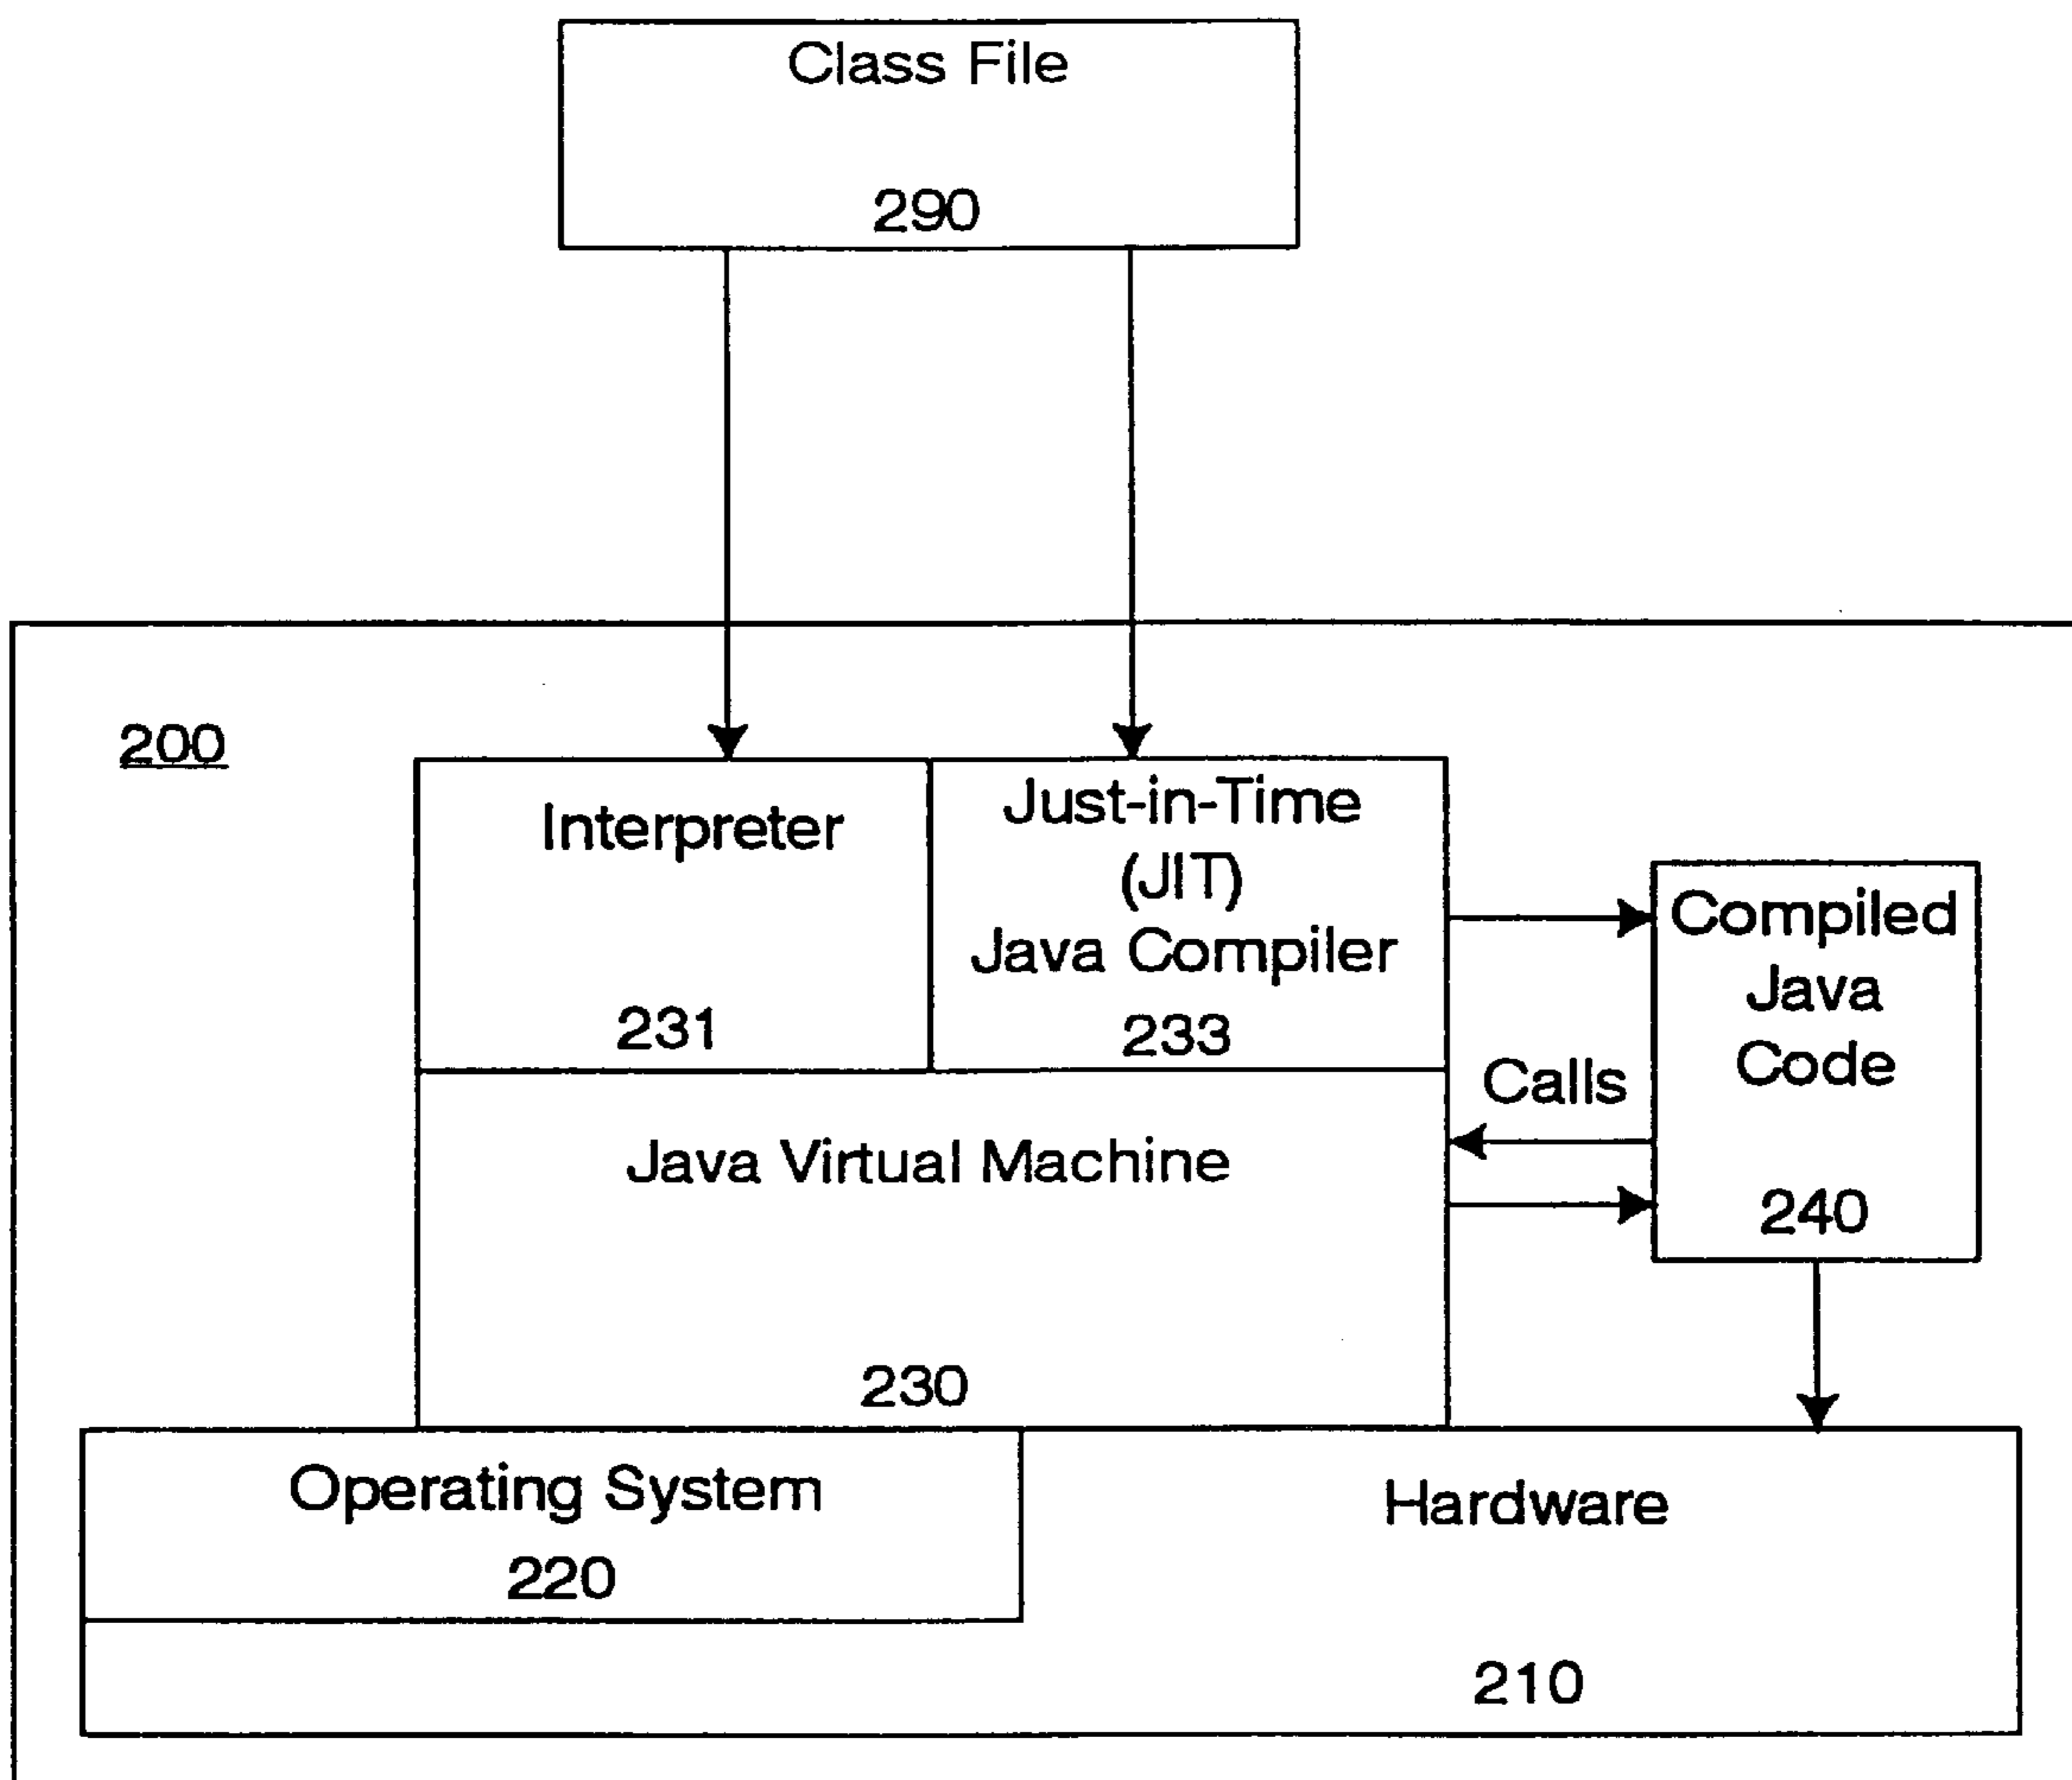 Class File
290
200
Interpreter
231
Just-in-Time
(JIT)
Java Compiler
233
Compiled
Java
Code
240
Calls
Java Virtual Machine
230
Operating System
220
Hardware
210